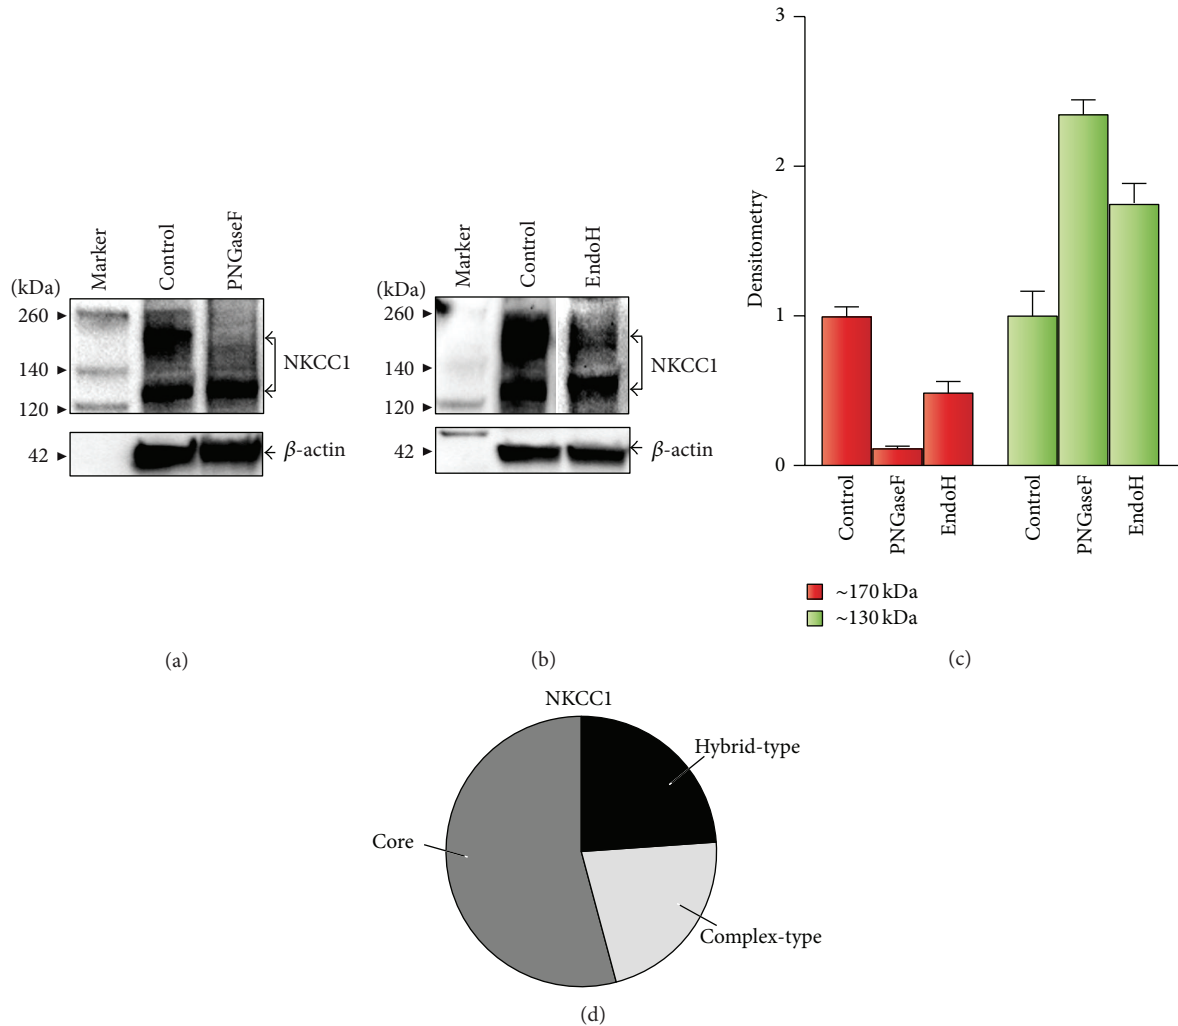 Marker
Control
PNGaseF
(kDa)
260
140
120
42
NKCC1
β-actin
(a)
Marker
Control
EndoH
(kDa)
260
140
120
42
NKCC1
β-actin
(b)
3
2
1
0
Densitometry
Control
PNGaseF
EndoH
Control
PNGaseF
EndoH
~170 kDa
~130 kDa
(c)
NKCC1
Hybrid-type
Core
Complex-type
(d)